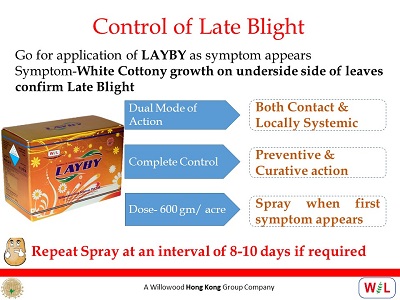 Control of Late Blight
Go for application of LAYBY as symptom appears
Symptom-White Cottony growth on underside side of leaves
confirm Late Blight
Dual Mode of
Action
Both Contact &
Locally Systemic
Complete Control
Preventive &
Curative action
Dose- 600 gm/ acre
Spray when first
symptom appears
W L
LAYBY
Repeat Spray at an interval of 8-10 days if required
A Willowood Hong Kong Group Company
W L